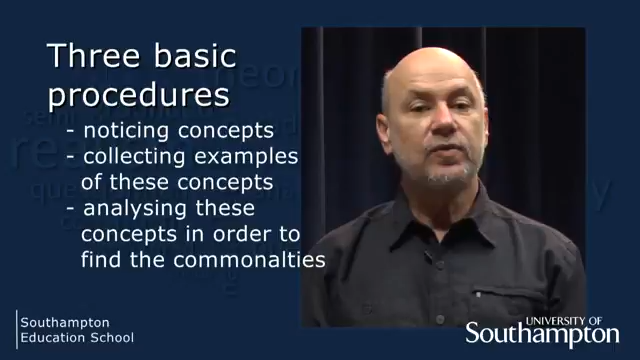 Three basic
procedures
- noticing concepts
- collecting examples
of these concepts
- analysing these
concepts in order to
find the commonalties
Southampton
Education School
UNIVERSITY OF
Southampton